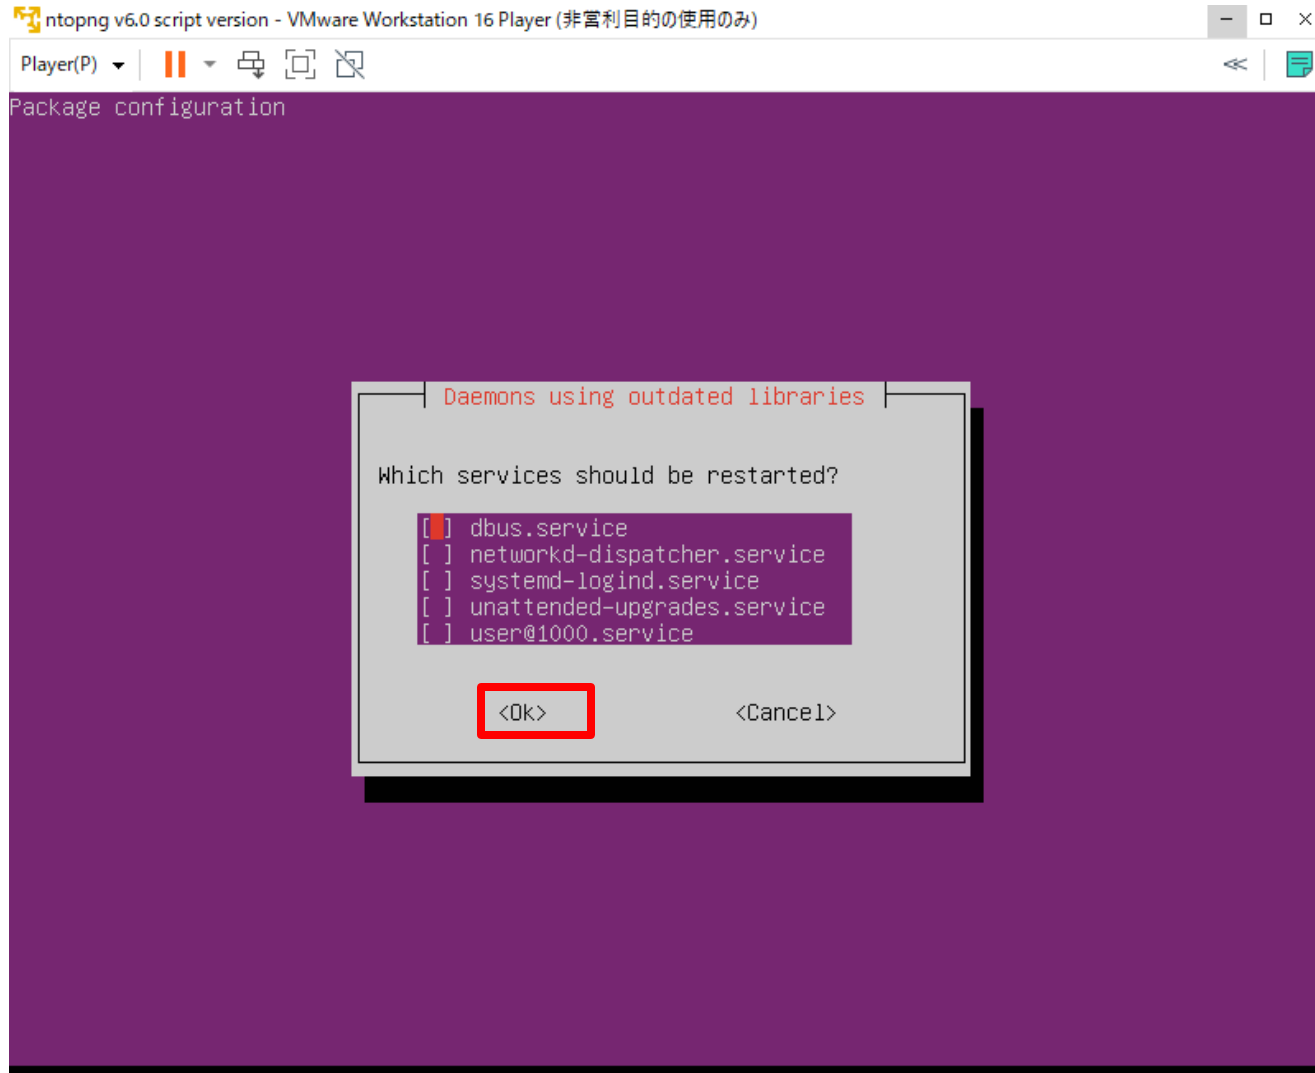 ntopng v6.0 script version - VMware Workstation 16 Player (非営利目的の使用のみ)
Player(P)
Package configuration
Daemons using outdated libraries
Which services should be restarted?
[ ] dbus.service
[ ] networkd-dispatcher.service
[ ] systemd-logind.service
[ ] unattended-upgrades.service
[ ] user@1000.service
<Ok> <Cancel>